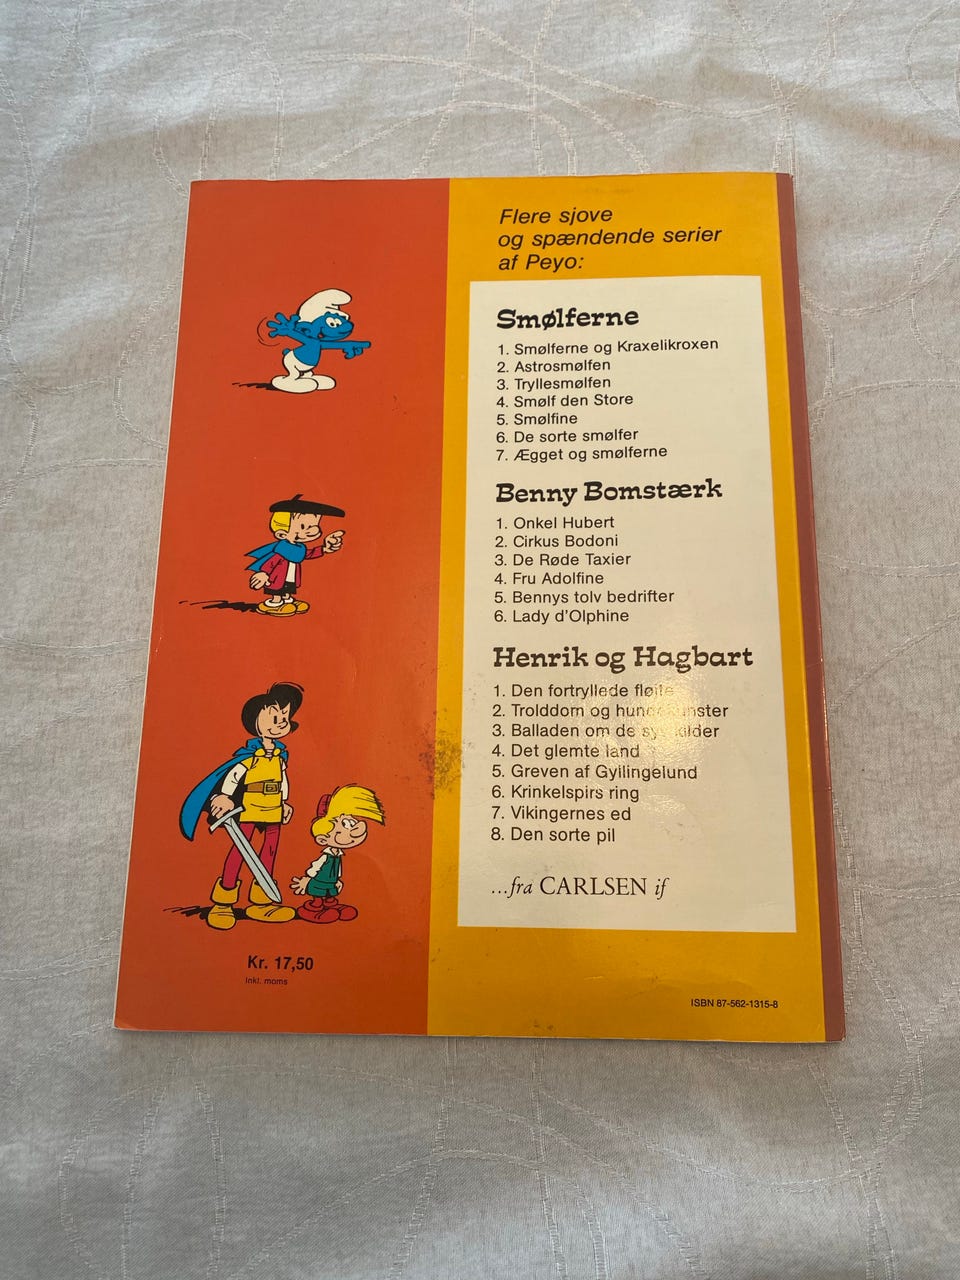 Flere sjove
og spændende serier
af Peyo:
Smølferne
1. Smølferne og Kraxelikroxen
2. Astrosmølfen
3. Tryllesmølfen
4. Smølf den Store
5. Smølfine
6. De sorte smølfer
7. Ægget og smølferne
Benny Bomstærk
1. Onkel Hubert
2. Cirkus Bodoni
3. De Røde Taxier
4. Fru Adolfine
5. Bennys tolv bedrifter
6. Lady d'Olphine
Henrik og Hagbart
1. Den fortryllede fløjte
2. Trolddom og hundekunster
3. Balladen om de syv kilder
4. Det glemte land
5. Greven af Gyllingelund
6. Krinkelspirs ring
7. Vikingernes ed
8. Den sorte pil
...fra CARLSEN if
Kr. 17,50
Inkl. moms
ISBN 87-562-1315-8